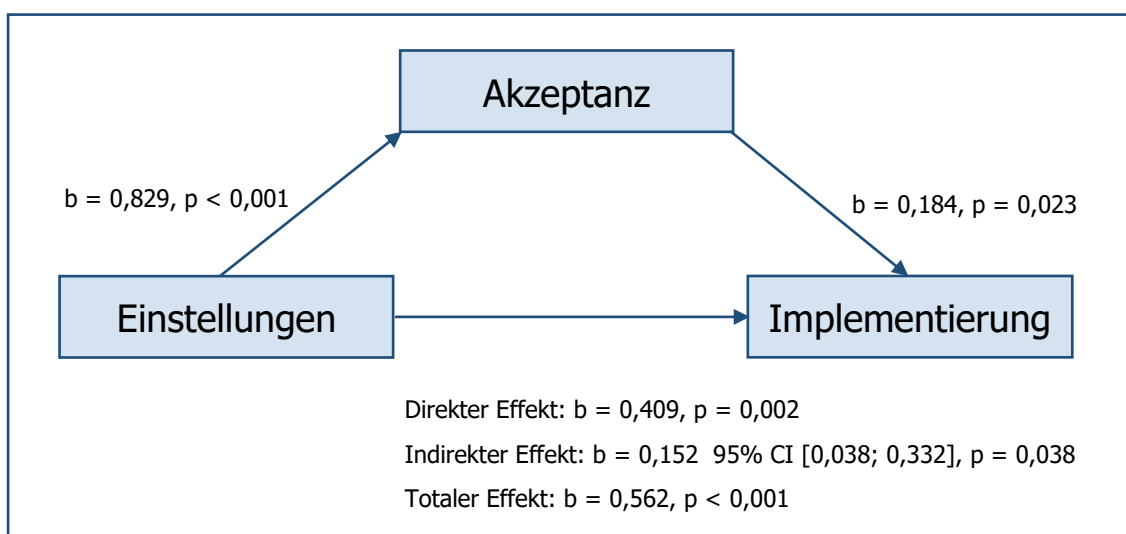 Akzeptanz
b = 0,829, p < 0,001
b = 0,184, p = 0,023
Einstellungen
Implementierung
Direkter Effekt: b = 0,409, p = 0,002
Indirekter Effekt: b = 0,152  95% CI [0,038; 0,332], p = 0,038
Totaler Effekt: b = 0,562, p < 0,001